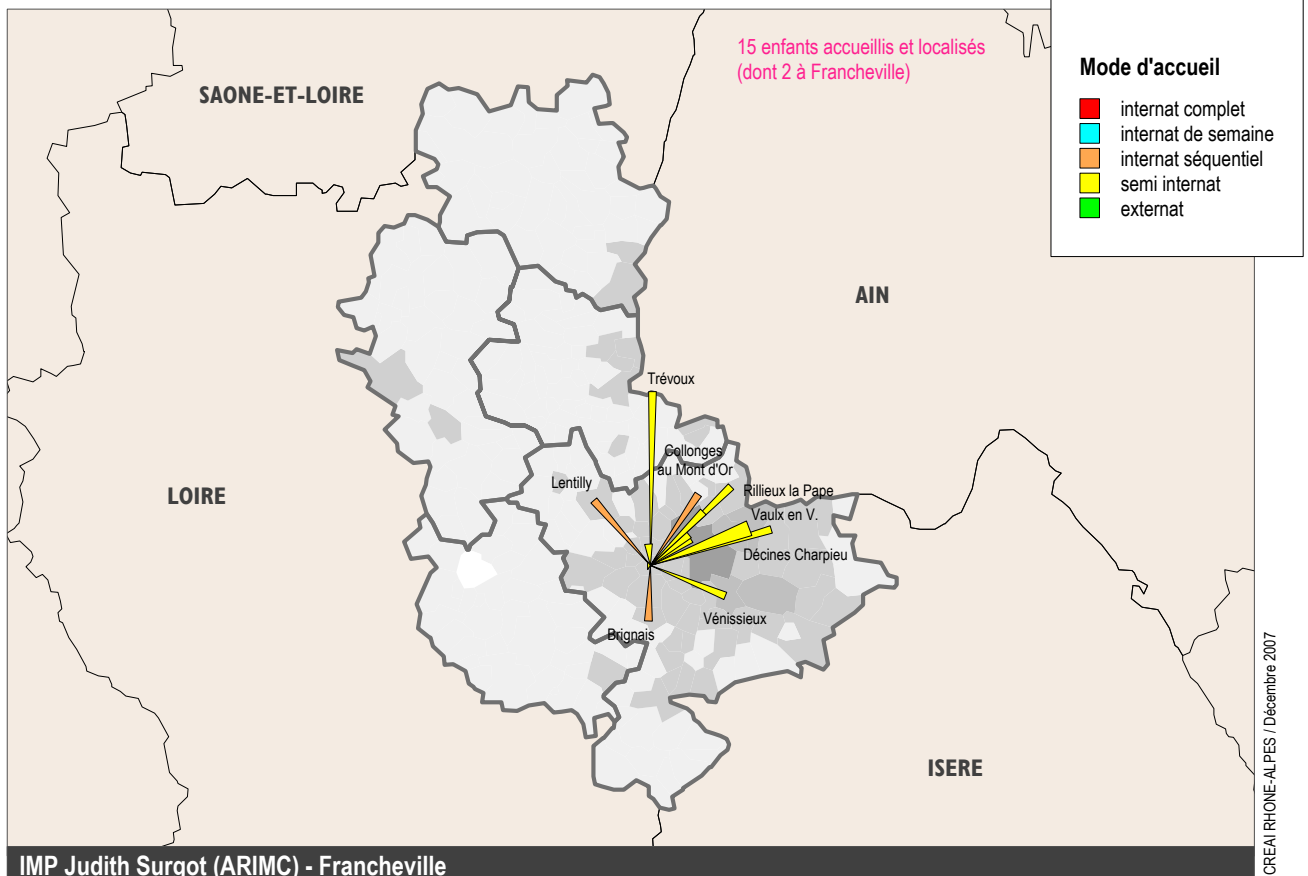 15 enfants accueillis et localisés
(dont 2 à Francheville)
Mode d'accueil
internat complet
internat de semaine
internat séquentiel
semi internat
externat
SAONE-ET-LOIRE
AIN
LOIRE
ISERE
Trévoux
Collonges
au Mont d'Or
Lentilly
Rillieux la Pape
Vaulx en V.
Décines Charpieu
Vénissieux
Brignais
CREAI RHONE-ALPES / Décembre 2007
IMP Judith Surgot (ARIMC) - Francheville